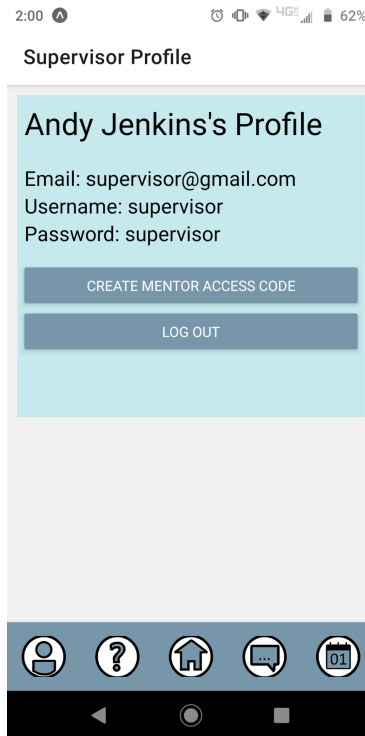 2:00 4G 62%
Supervisor Profile
Andy Jenkins's Profile
Email: supervisor@gmail.com
Username: supervisor
Password: supervisor
CREATE MENTOR ACCESS CODE
LOG OUT
?
...
01